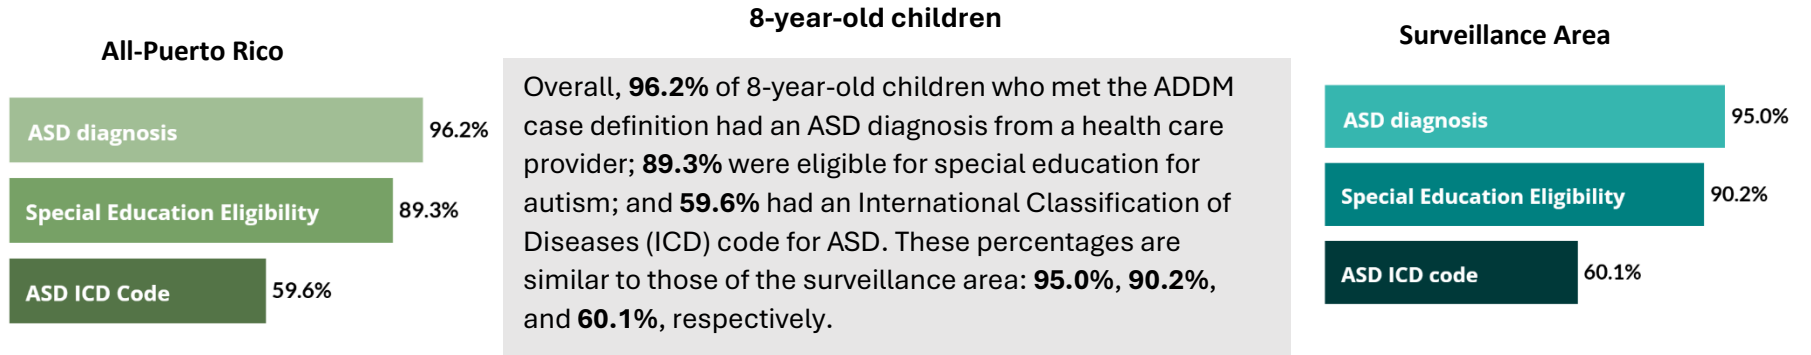 8-year-old children
All-Puerto Rico
ASD diagnosis
96.2%
Special Education Eligibility
89.3%
ASD ICD Code
59.6%
Overall, 96.2% of 8-year-old children who met the ADDM
case definition had an ASD diagnosis from a health care
provider; 89.3% were eligible for special education for
autism; and 59.6% had an International Classification of
Diseases (ICD) code for ASD. These percentages are
similar to those of the surveillance area: 95.0%, 90.2%,
and 60.1%, respectively.
Surveillance Area
ASD diagnosis
95.0%
Special Education Eligibility
90.2%
ASD ICD code
60.1%